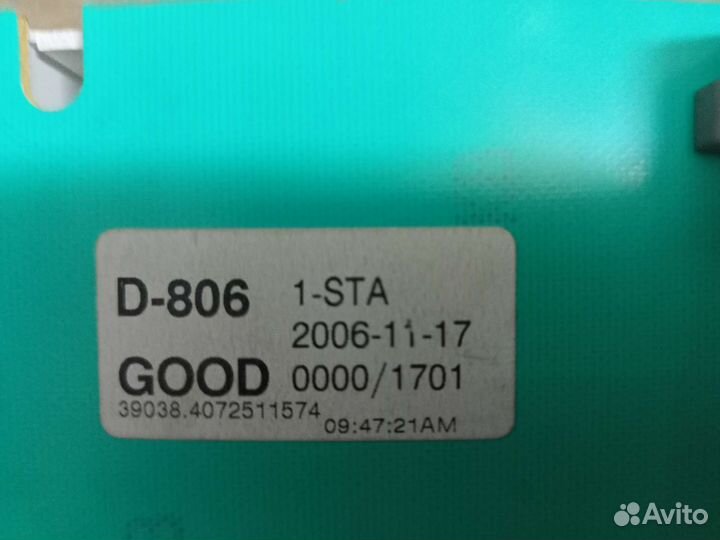 D-806 1-STA
2006-11-17
GOOD 0000/1701
39038.4072511574
09:47:21AM
Avito